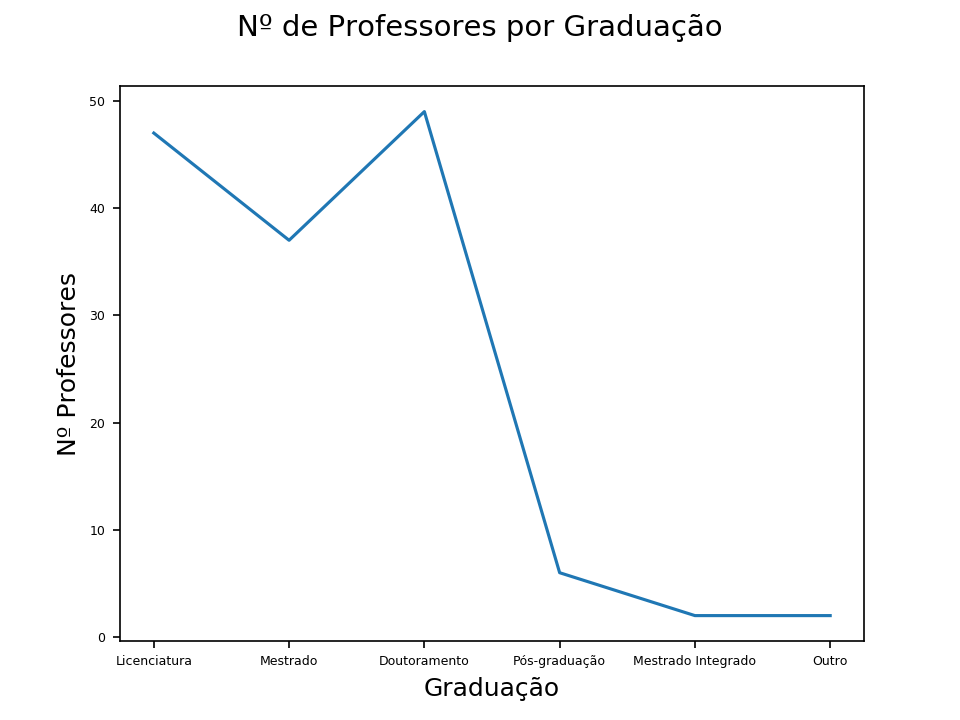 Nº de Professores por Graduação
Nº Professores
50
40
30
20
10
0
Licenciatura Mestrado Doutoramento Pós-graduação Mestrado Integrado Outro
Graduação